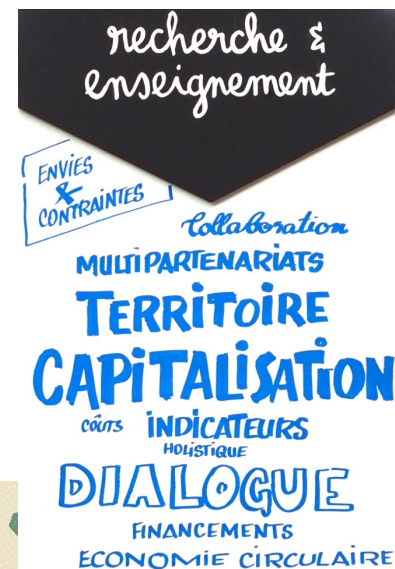 recherche &
enseignement
ENVIES
&
CONTRAINTES
Collaboration
MULTIPARTENARIATS
TERRITOIRE
CAPITALISATION
COÛTS INDICATEURS
HOLISTIQUE
DIALOGUE
FINANCEMENTS
ECONOMIE CIRCULAIRE